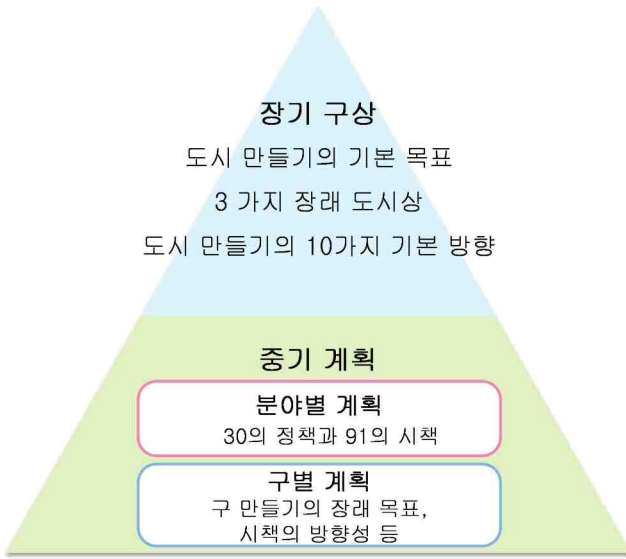 장기 구상
도시 만들기의 기본 목표
3 가지 장래 도시상
도시 만들기의 10가지 기본 방향
중기 계획
분야별 계획
30의 정책과 91의 시책
구별 계획
구 만들기의 장래 목표,
시책의 방향성 등